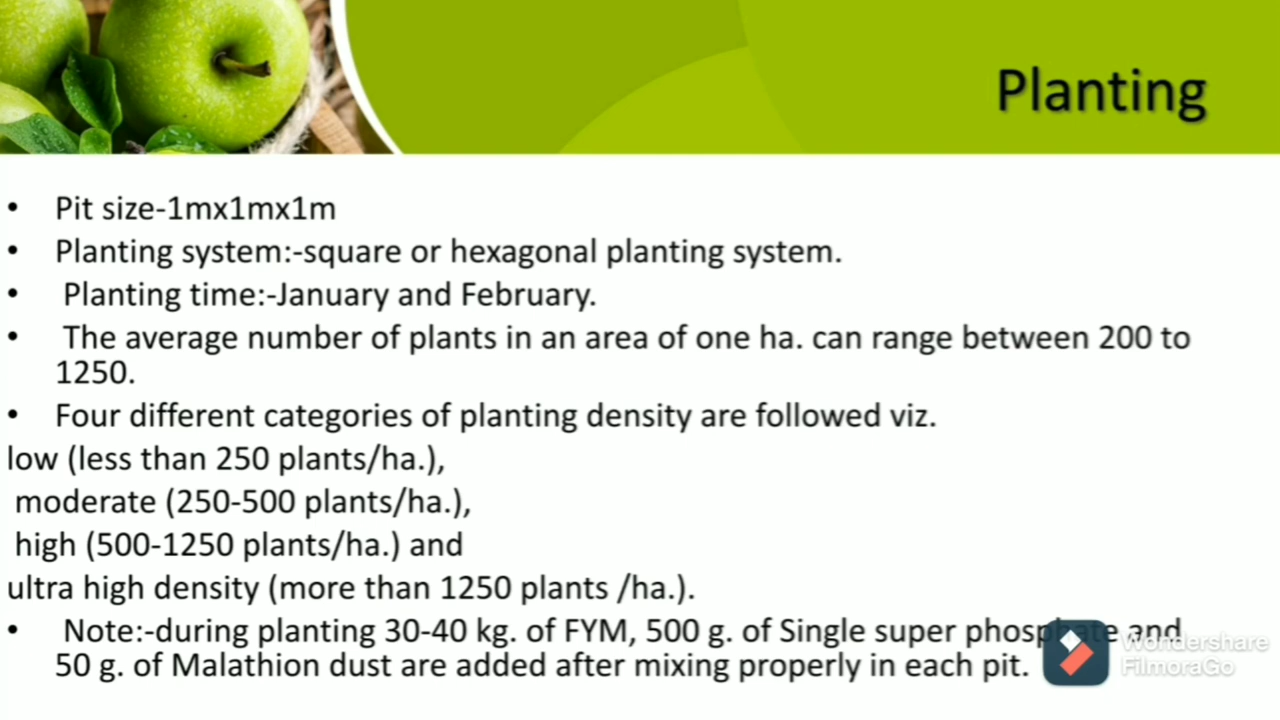 Planting
• Pit size-1mx1mx1m
• Planting system:-square or hexagonal planting system.
• Planting time:-January and February.
• The average number of plants in an area of one ha. can range between 200 to
1250.
• Four different categories of planting density are followed viz.
low (less than 250 plants/ha.),
moderate (250-500 plants/ha.),
high (500-1250 plants/ha.) and
ultra high density (more than 1250 plants /ha.).
• Note:-during planting 30-40 kg. of FYM, 500 g. of Single super phosphate and
50 g. of Malathion dust are added after mixing properly in each pit.
Wondershare
FilmoraGo